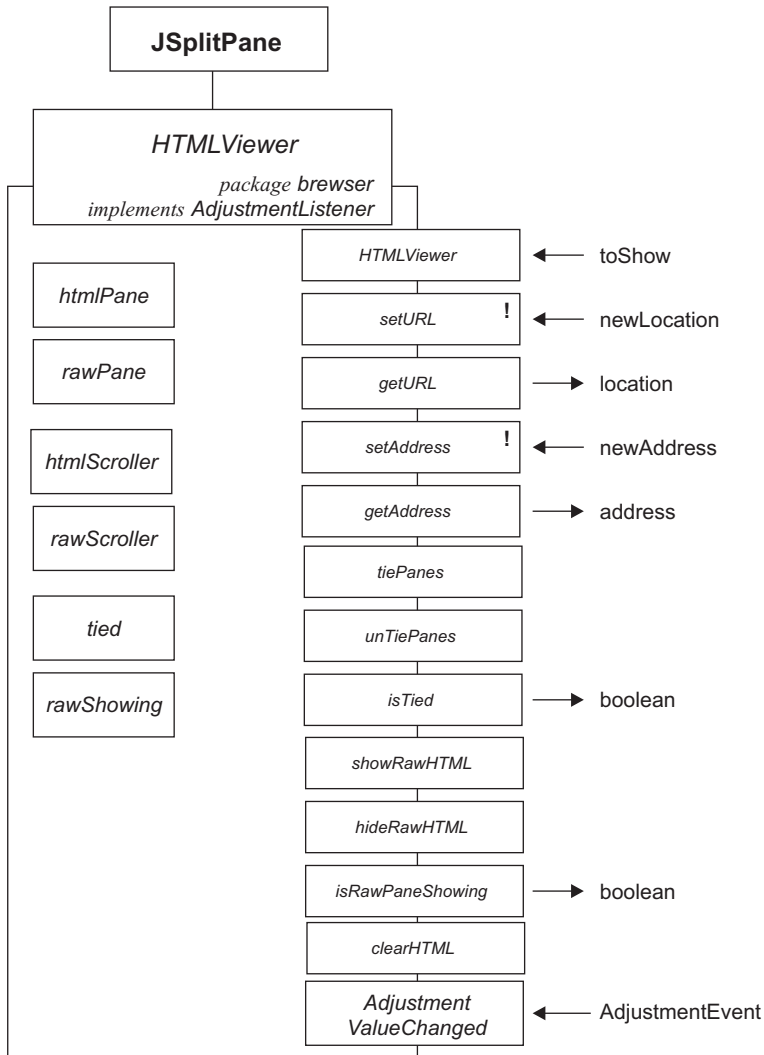 JSplitPane
HTMLViewer
package brewser
implements AdjustmentListener
htmlPane
rawPane
htmlScroller
rawScroller
tied
rawShowing
HTMLViewer
toShow
setURL !
newLocation
getURL
location
setAddress !
newAddress
getAddress
address
tiePanes
unTiePanes
isTied
boolean
showRawHTML
hideRawHTML
isRawPaneShowing
boolean
clearHTML
Adjustment
ValueChanged
AdjustmentEvent